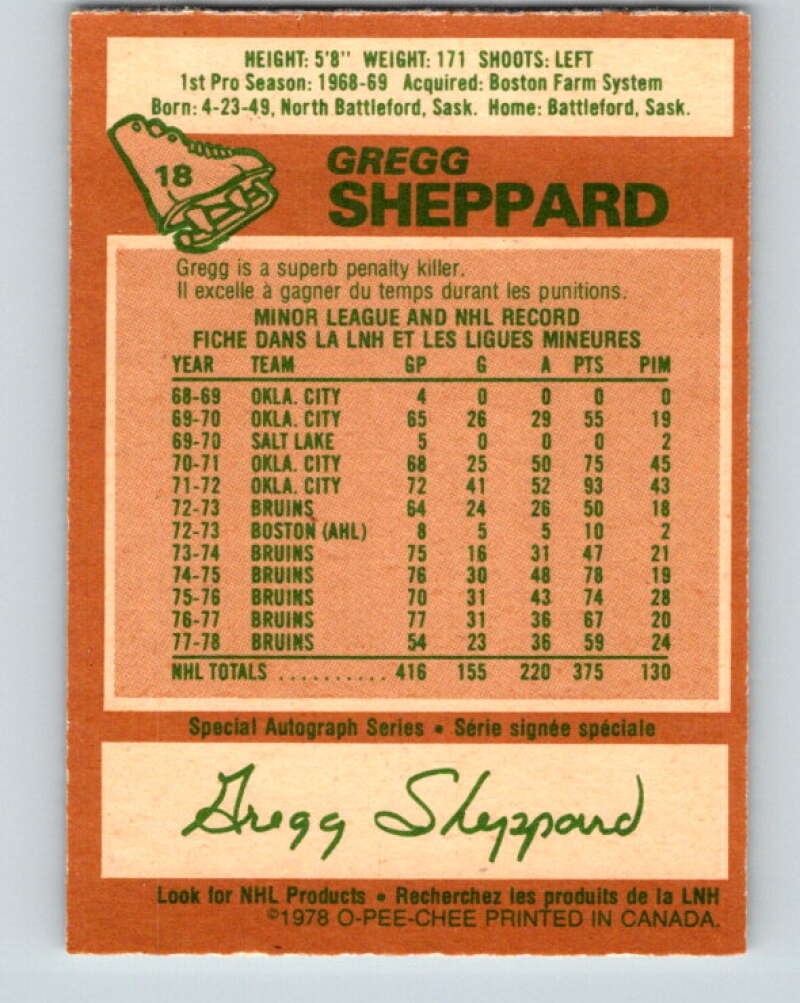 HEIGHT: 5'8" WEIGHT: 171 SHOOTS: LEFT
1st Pro Season: 1968-69 Acquired: Boston Farm System
Born: 4-23-49, North Battleford, Sask. Home: Battleford, Sask.
18
GREGG
SHEPPARD
Gregg is a superb penalty killer.
Il excelle à gagner du temps durant les punitions.
MINOR LEAGUE AND NHL RECORD
FICHE DANS LA LNH ET LES LIGUES MINEURES
YEAR TEAM GP G A PTS PIM
68-69 OKLA. CITY 4 0 0 0 0
69-70 OKLA. CITY 65 26 29 55 19
69-70 SALT LAKE 5 0 0 0 2
70-71 OKLA. CITY 68 25 50 75 45
71-72 OKLA. CITY 72 41 52 93 43
72-73 BRUINS 64 24 26 50 18
72-73 BOSTON (AHL) 8 5 5 10 2
73-74 BRUINS 75 16 31 47 21
74-75 BRUINS 76 30 48 78 19
75-76 BRUINS 70 31 43 74 28
76-77 BRUINS 77 31 36 67 20
77-78 BRUINS 54 23 36 59 24
NHL TOTALS .......... 416 155 220 375 130
Special Autograph Series • Série signée spéciale
Gregg Sheppard
Look for NHL Products • Recherchez les produits de la LNH
©1978 O-PEE-CHEE PRINTED IN CANADA.